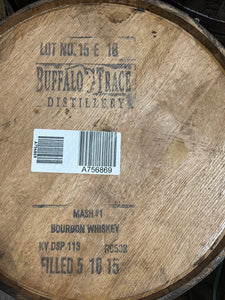 LOT NO. 15 E 18
BUFFALO TRACE
DISTILLERY
A756869
MASH #1
BOURBON WHISKEY
KY DSP 113
FILLED 5 18 15